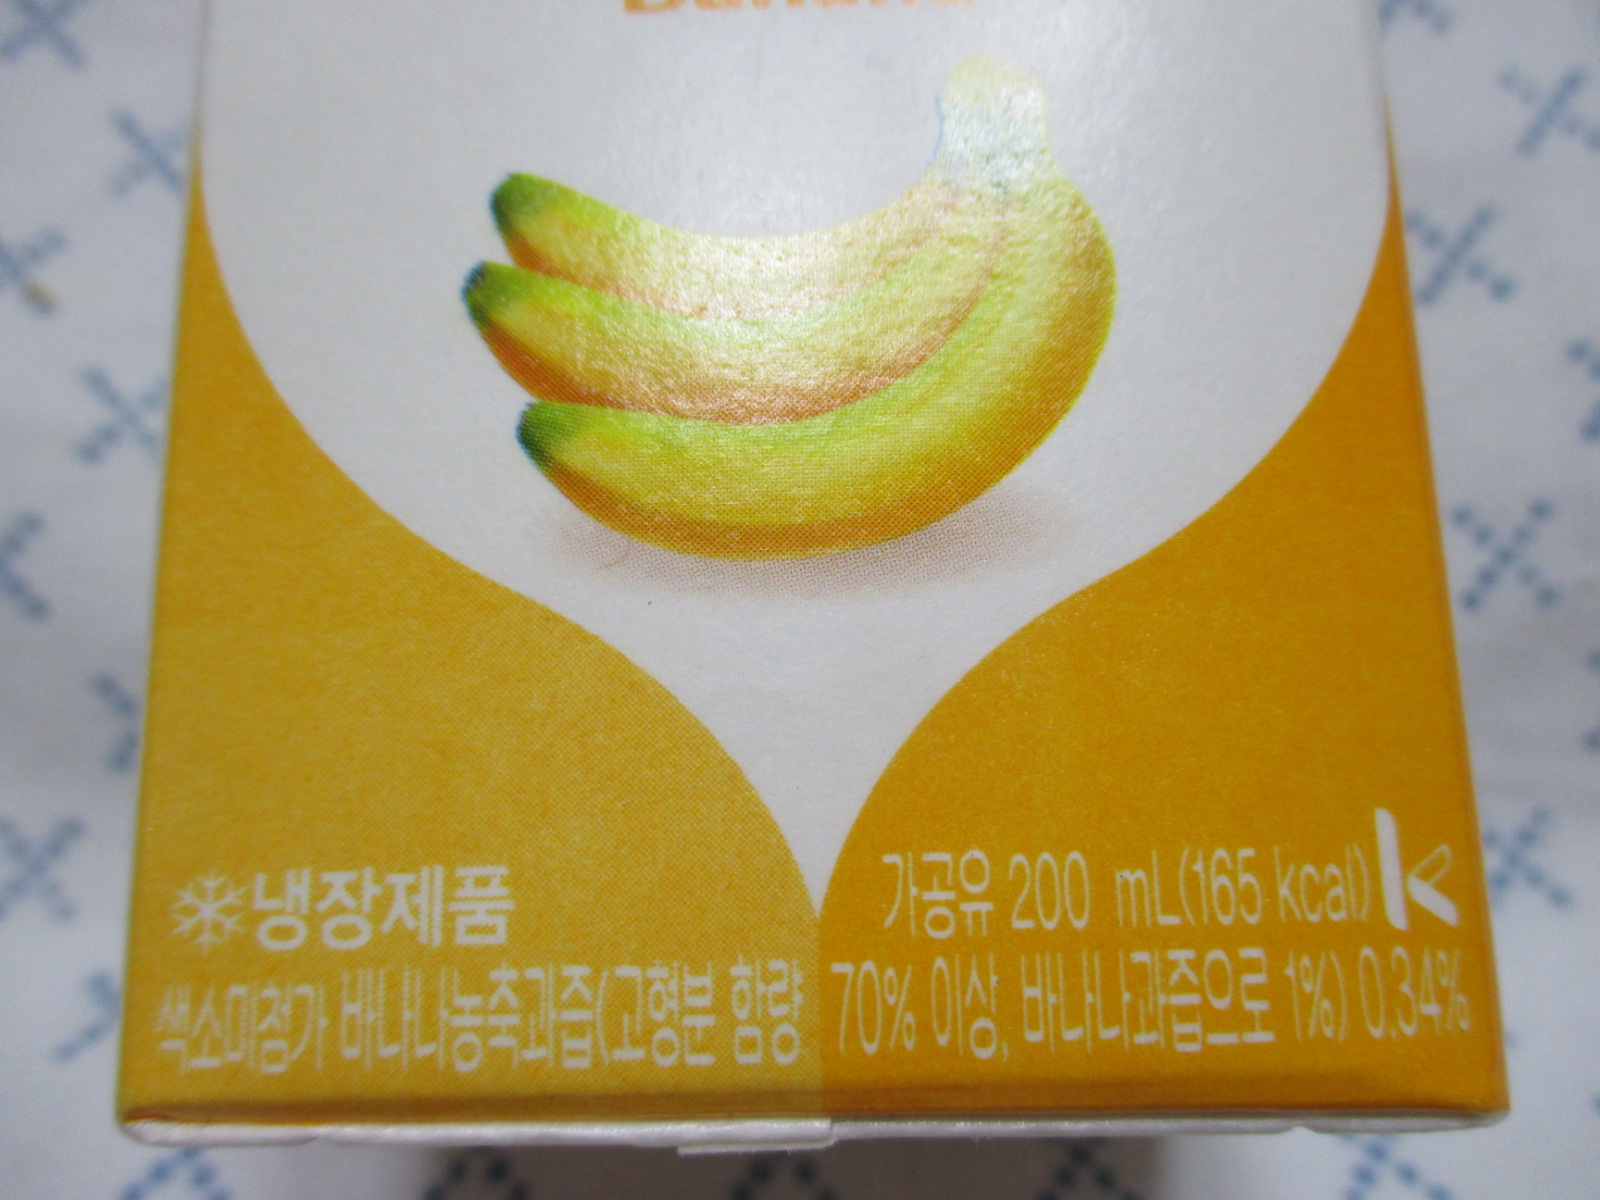 Banana
냉장제품
가공유 200 mL(165 kcal)
색소미첨가 바나나농축과즙(고형분 함량 70% 이상, 바나나과즙으로 1%) 0.34%